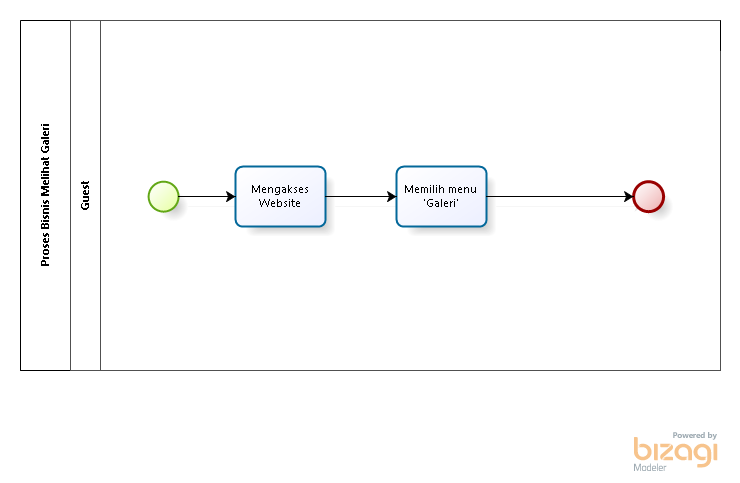 Proses Bisnis Melihat Galeri
Guest
Mengakses
Website
Memilih menu
'Galeri'
Powered by
bizagi
Modeler